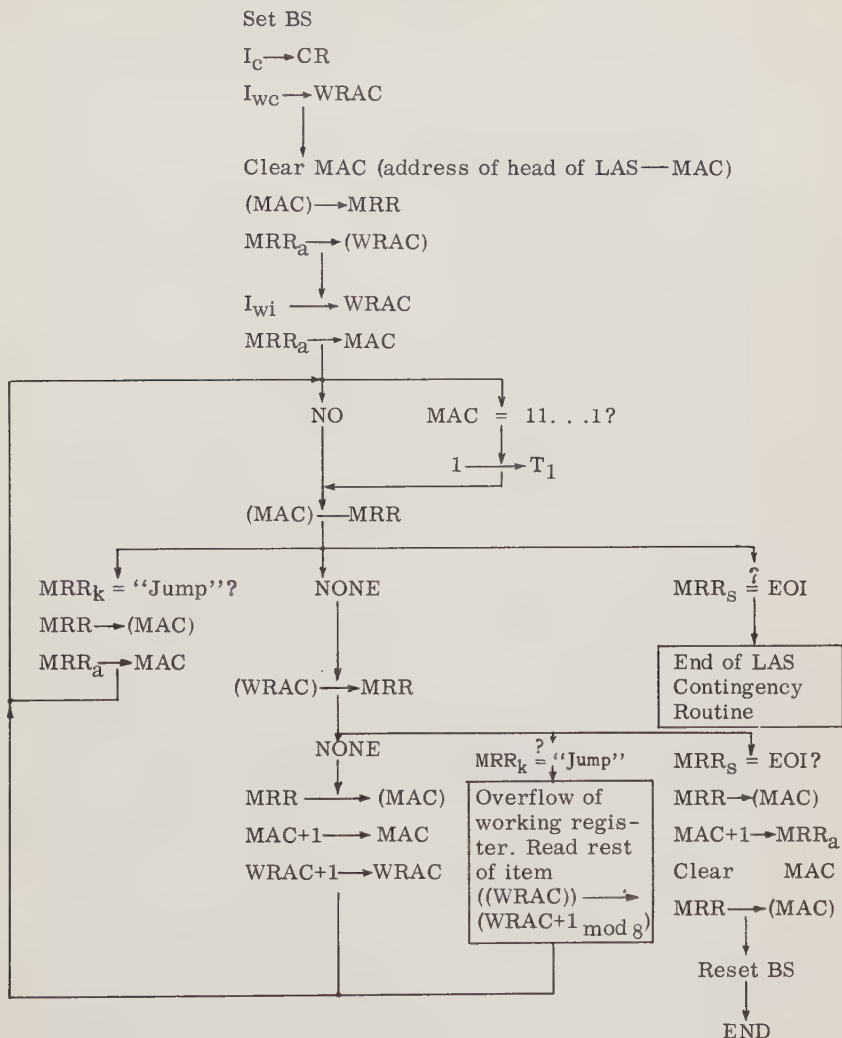 Set BS
I_c → CR
I_wc → WRAC
Clear MAC (address of head of LAS — MAC)
(MAC) → MRR
MRR_a → (WRAC)
I_wi → WRAC
MRR_a → MAC
NO
MAC = 11. . .1?
1 → T_1
(MAC) — MRR
MRR_k = "Jump"?
MRR → (MAC)
MRR_a → MAC
NONE
MRR_s ≟ EOI
End of LAS
Contingency
Routine
(WRAC) → MRR
NONE
MRR → (MAC)
MAC+1 → MAC
WRAC+1 → WRAC
MRR_k ≟ "Jump"
Overflow of
working regis-
ter. Read rest
of item
((WRAC)) →
(WRAC+1 mod 8)
MRR_s = EOI?
MRR → (MAC)
MAC+1 → MRR_a
Clear MAC
MRR → (MAC)
Reset BS
END